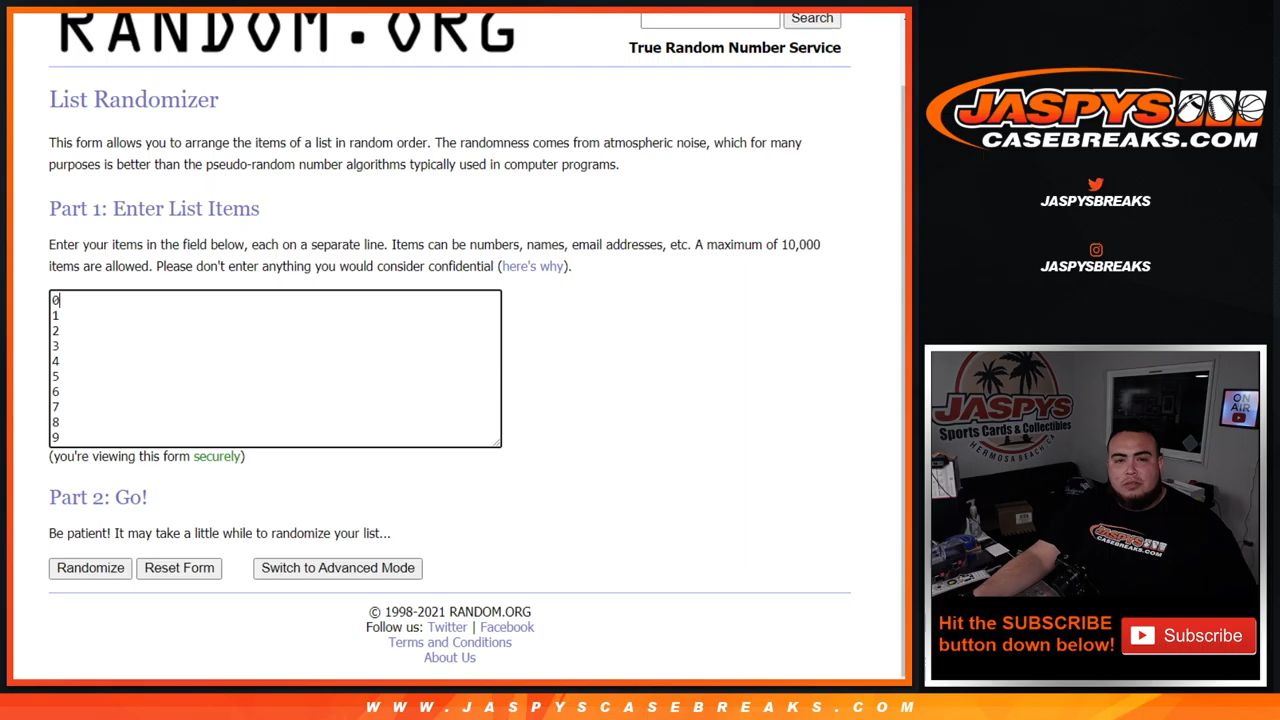 RANDOM.ORG
Search
True Random Number Service
List Randomizer
This form allows you to arrange the items of a list in random order. The randomness comes from atmospheric noise, which for many
purposes is better than the pseudo-random number algorithms typically used in computer programs.
Part 1: Enter List Items
Enter your items in the field below, each on a separate line. Items can be numbers, names, email addresses, etc. A maximum of 10,000
items are allowed. Please don't enter anything you would consider confidential (here's why).
0
1
2
3
4
5
6
7
8
9
(you're viewing this form securely)
Part 2: Go!
Be patient! It may take a little while to randomize your list...
Randomize
Reset Form
Switch to Advanced Mode
© 1998-2021 RANDOM.ORG
Follow us: Twitter | Facebook
Terms and Conditions
About Us
JASPYS
CASEBREAKS.COM
JASPYSBREAKS
JASPYSBREAKS
JASPYS
Sports Cards & Collectibles
HERMOSA BEACH, CA
ON
AIR
JASPYS
CASEBREAKS.COM
Hit the SUBSCRIBE
button down below!
Subscribe
WWW.JASPYSCASEBREAKS.COM